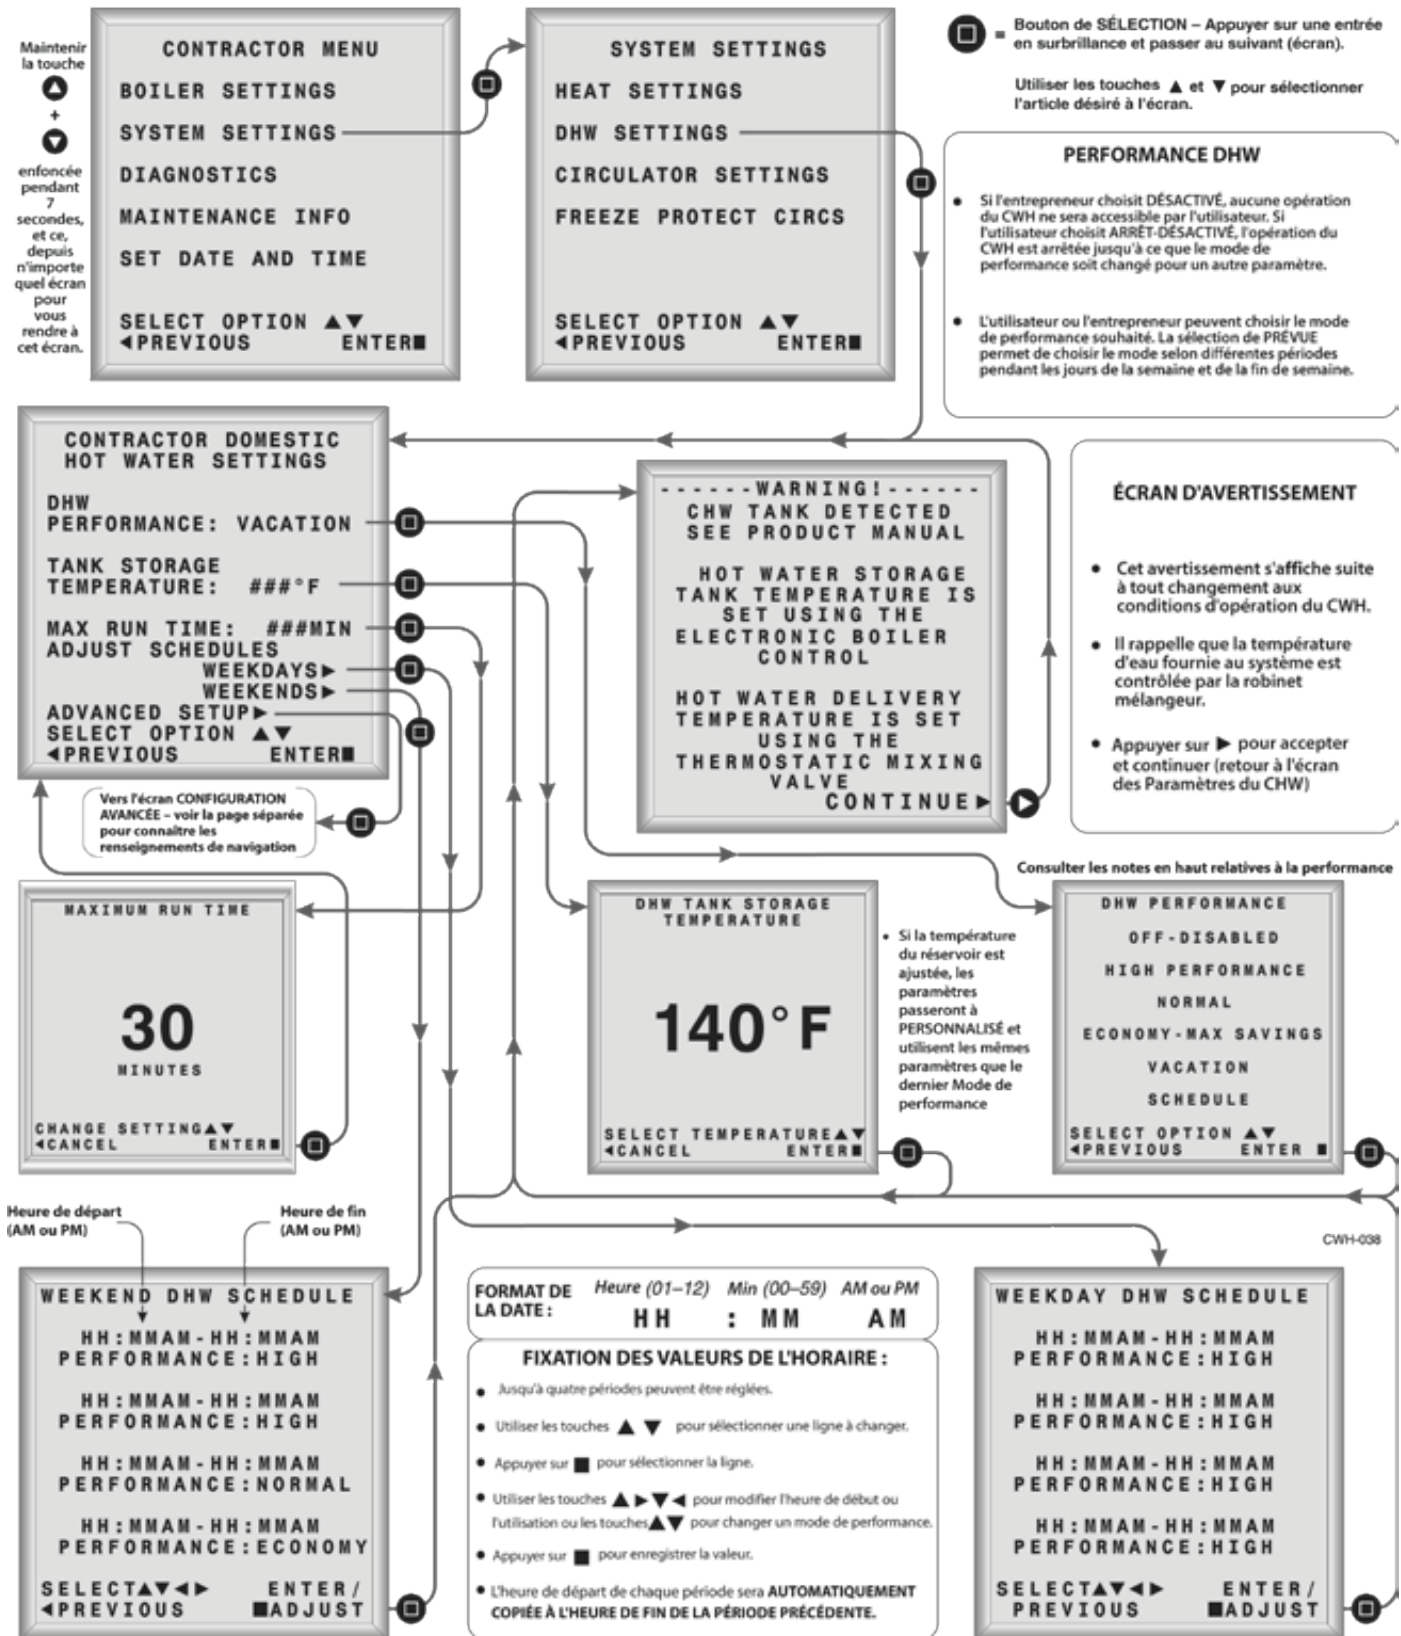 Maintenir
la touche
▲
+
▼
enfoncée
pendant
7
secondes,
et ce,
depuis
n'importe
quel écran
pour
vous
rendre à
cet écran.
CONTRACTOR MENU
BOILER SETTINGS
SYSTEM SETTINGS
DIAGNOSTICS
MAINTENANCE INFO
SET DATE AND TIME
SELECT OPTION ▲▼
◄PREVIOUS ENTER■
SYSTEM SETTINGS
HEAT SETTINGS
DHW SETTINGS
CIRCULATOR SETTINGS
FREEZE PROTECT CIRCS
SELECT OPTION ▲▼
◄PREVIOUS ENTER■
= Bouton de SÉLECTION – Appuyer sur une entrée
en surbrillance et passer au suivant (écran).
Utiliser les touches ▲ et ▼ pour sélectionner
l'article désiré à l'écran.
PERFORMANCE DHW
• Si l'entrepreneur choisit DÉSACTIVÉ, aucune opération
du CWH ne sera accessible par l'utilisateur. Si
l'utilisateur choisit ARRÊT-DÉSACTIVÉ, l'opération du
CWH est arrêtée jusqu'à ce que le mode de
performance soit changé pour un autre paramètre.
• L'utilisateur ou l'entrepreneur peuvent choisir le mode
de performance souhaité. La sélection de PRÉVUE
permet de choisir le mode selon différentes périodes
pendant les jours de la semaine et de la fin de semaine.
CONTRACTOR DOMESTIC
HOT WATER SETTINGS
DHW
PERFORMANCE: VACATION
TANK STORAGE
TEMPERATURE: ###°F
MAX RUN TIME: ###MIN
ADJUST SCHEDULES
WEEKDAYS►
WEEKENDS►
ADVANCED SETUP►
SELECT OPTION ▲▼
◄PREVIOUS ENTER■
Vers l'écran CONFIGURATION
AVANCÉE – voir la page séparée
pour connaître les
renseignements de navigation
------WARNING!------
CHW TANK DETECTED
SEE PRODUCT MANUAL
HOT WATER STORAGE
TANK TEMPERATURE IS
SET USING THE
ELECTRONIC BOILER
CONTROL
HOT WATER DELIVERY
TEMPERATURE IS SET
USING THE
THERMOSTATIC MIXING
VALVE
CONTINUE►
ÉCRAN D'AVERTISSEMENT
• Cet avertissement s'affiche suite
à tout changement aux
conditions d'opération du CWH.
• Il rappelle que la température
d'eau fournie au système est
contrôlée par la robinet
mélangeur.
• Appuyer sur ► pour accepter
et continuer (retour à l'écran
des Paramètres du CHW)
Consulter les notes en haut relatives à la performance
MAXIMUM RUN TIME
30
MINUTES
CHANGE SETTING▲▼
◄CANCEL ENTER■
DHW TANK STORAGE
TEMPERATURE
140°F
SELECT TEMPERATURE▲▼
◄CANCEL ENTER■
• Si la température
du réservoir est
ajustée, les
paramètres
passeront à
PERSONNALISÉ et
utilisent les mêmes
paramètres que le
dernier Mode de
performance
DHW PERFORMANCE
OFF-DISABLED
HIGH PERFORMANCE
NORMAL
ECONOMY-MAX SAVINGS
VACATION
SCHEDULE
SELECT OPTION ▲▼
◄PREVIOUS ENTER ■
Heure de départ
(AM ou PM)
Heure de fin
(AM ou PM)
CWH-038
WEEKEND DHW SCHEDULE
HH:MMAM-HH:MMAM
PERFORMANCE:HIGH
HH:MMAM-HH:MMAM
PERFORMANCE:HIGH
HH:MMAM-HH:MMAM
PERFORMANCE:NORMAL
HH:MMAM-HH:MMAM
PERFORMANCE:ECONOMY
SELECT▲▼◄► ENTER/
◄PREVIOUS ■ADJUST
FORMAT DE
LA DATE :
Heure (01–12) Min (00–59) AM ou PM
HH : MM AM
FIXATION DES VALEURS DE L'HORAIRE :
• Jusqu'à quatre périodes peuvent être réglées.
• Utiliser les touches ▲ ▼ pour sélectionner une ligne à changer.
• Appuyer sur ■ pour sélectionner la ligne.
• Utiliser les touches ▲►▼◄ pour modifier l'heure de début ou
l'utilisation ou les touches▲▼ pour changer un mode de performance.
• Appuyer sur ■ pour enregistrer la valeur.
• L'heure de départ de chaque période sera AUTOMATIQUEMENT
COPIÉE À L'HEURE DE FIN DE LA PÉRIODE PRÉCÉDENTE.
WEEKDAY DHW SCHEDULE
HH:MMAM-HH:MMAM
PERFORMANCE:HIGH
HH:MMAM-HH:MMAM
PERFORMANCE:HIGH
HH:MMAM-HH:MMAM
PERFORMANCE:HIGH
HH:MMAM-HH:MMAM
PERFORMANCE:HIGH
SELECT▲▼◄► ENTER/
PREVIOUS ■ADJUST